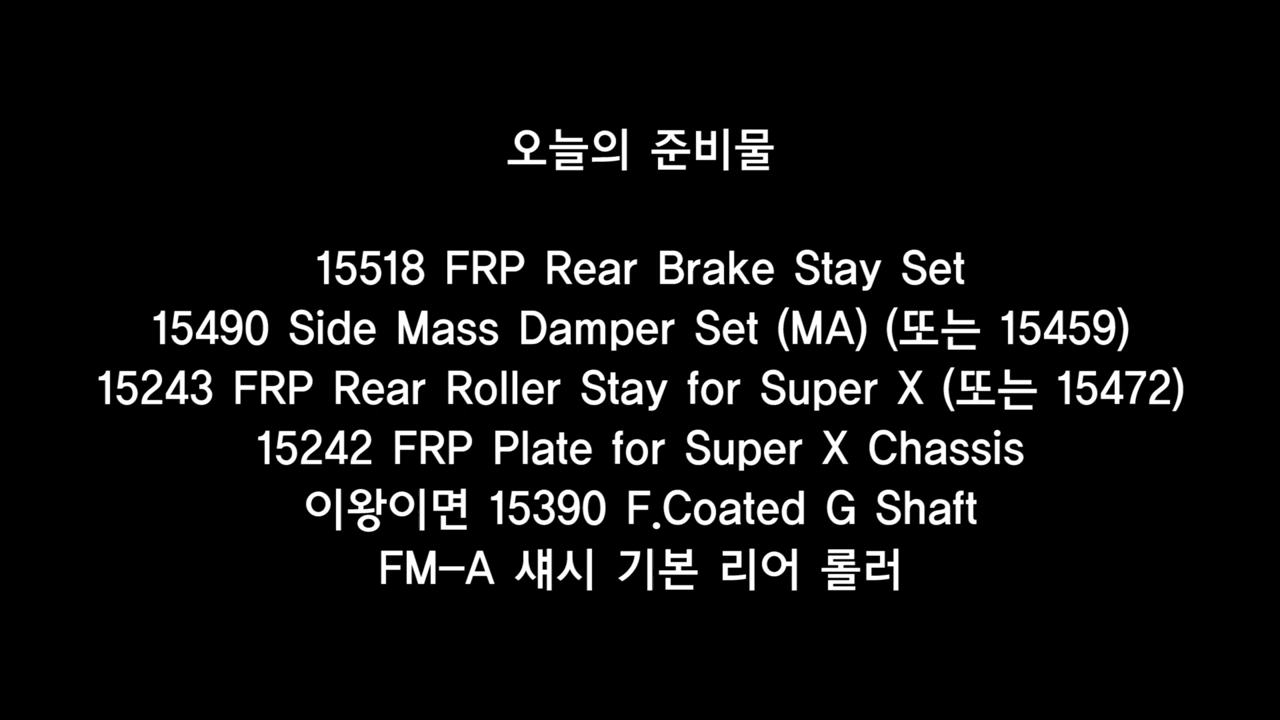 오늘의 준비물
15518 FRP Rear Brake Stay Set
15490 Side Mass Damper Set (MA) (또는 15459)
15243 FRP Rear Roller Stay for Super X (또는 15472)
15242 FRP Plate for Super X Chassis
이왕이면 15390 F.Coated G Shaft
FM-A 섀시 기본 리어 롤러